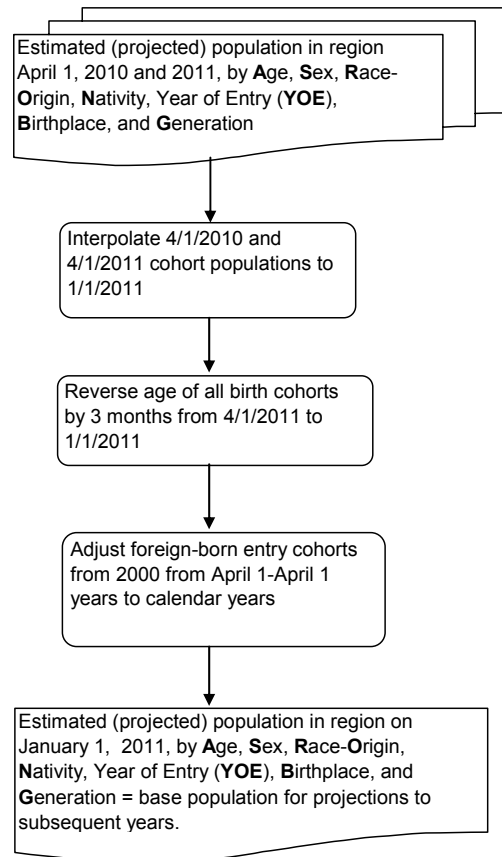 Estimated (projected) population in region
April 1, 2010 and 2011, by Age, Sex, Race-
Origin, Nativity, Year of Entry (YOE),
Birthplace, and Generation
Interpolate 4/1/2010 and
4/1/2011 cohort populations to
1/1/2011
Reverse age of all birth cohorts
by 3 months from 4/1/2011 to
1/1/2011
Adjust foreign-born entry cohorts
from 2000 from April 1-April 1
years to calendar years
Estimated (projected) population in region on
January 1, 2011, by Age, Sex, Race-Origin,
Nativity, Year of Entry (YOE), Birthplace, and
Generation = base population for projections to
subsequent years.